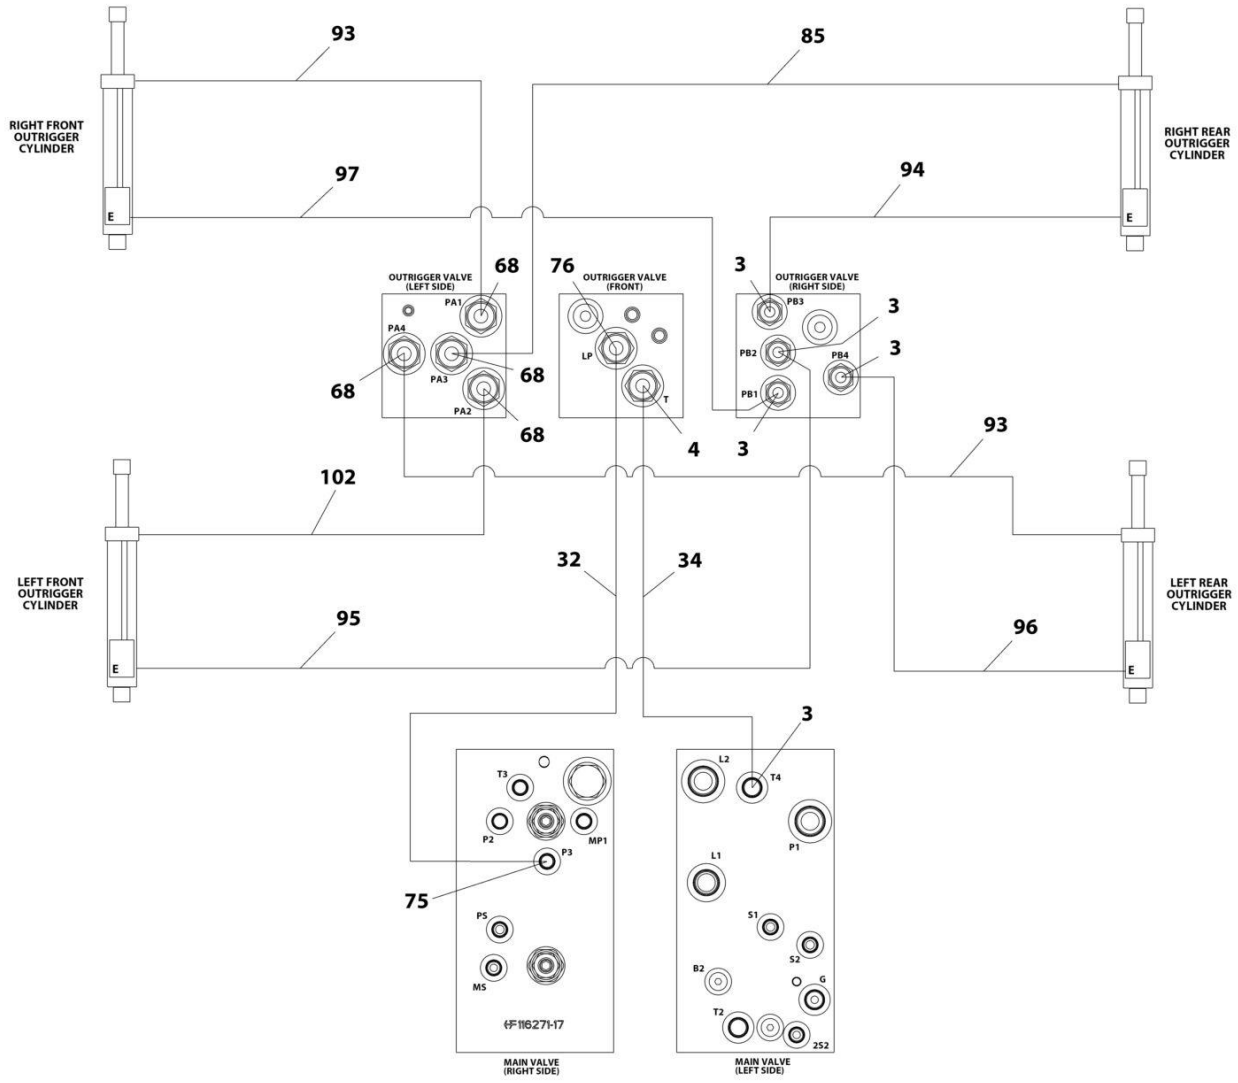 93
85
RIGHT FRONT
OUTRIGGER
CYLINDER
RIGHT REAR
OUTRIGGER
CYLINDER
97
94
E
E
OUTRIGGER VALVE
(LEFT SIDE)
68
76
OUTRIGGER VALVE
(FRONT)
3
OUTRIGGER VALVE
(RIGHT SIDE)
PA1
PB3
3
PA4
LP
PB2
PB4
3
PA3
68
68
PA2
T
PB1
68
4
3
93
102
32
34
LEFT FRONT
OUTRIGGER
CYLINDER
LEFT REAR
OUTRIGGER
CYLINDER
95
96
E
E
3
T3
L2
T4
P2
MP1
P1
P3
L1
75
PS
S1
S2
MS
B2
G
T2
2S2
HF116271-17
MAIN VALVE
(RIGHT SIDE)
MAIN VALVE
(LEFT SIDE)